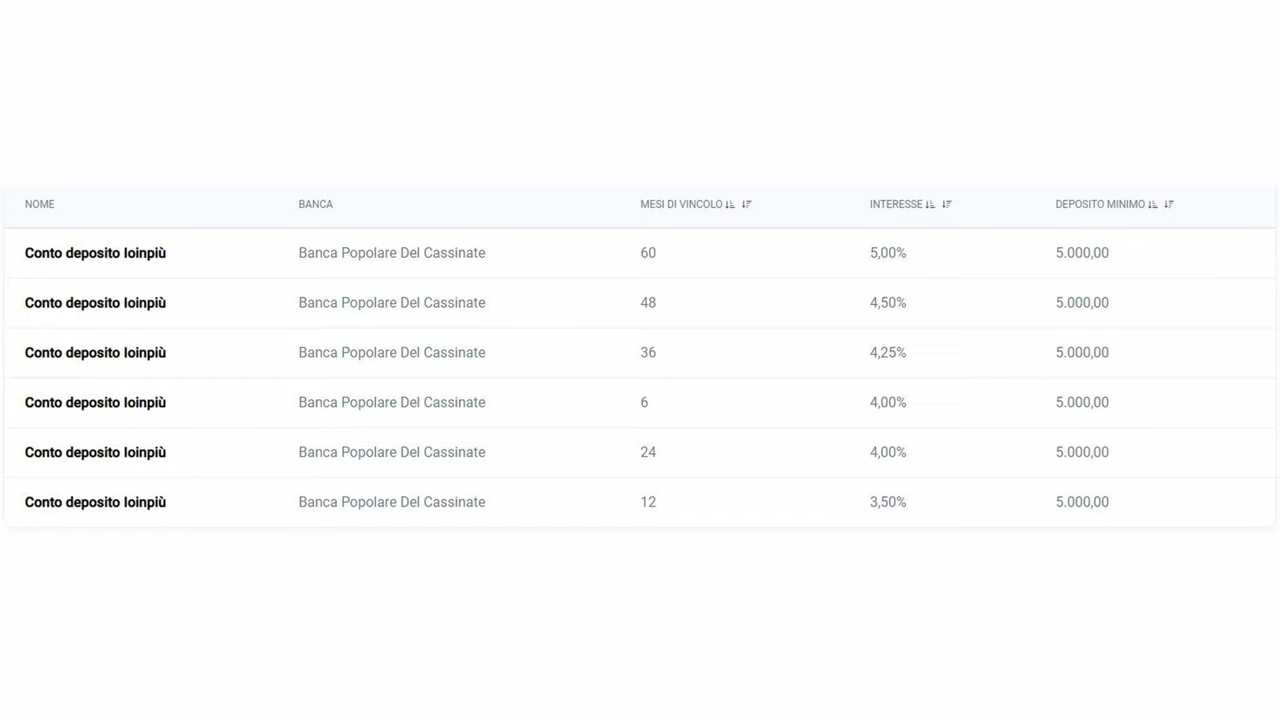 NOME BANCA MESI DI VINCOLO INTERESSE DEPOSITO MINIMO
Conto deposito Ioinpiù Banca Popolare Del Cassinate 60 5,00% 5.000,00
Conto deposito Ioinpiù Banca Popolare Del Cassinate 48 4,50% 5.000,00
Conto deposito Ioinpiù Banca Popolare Del Cassinate 36 4,25% 5.000,00
Conto deposito Ioinpiù Banca Popolare Del Cassinate 6 4,00% 5.000,00
Conto deposito Ioinpiù Banca Popolare Del Cassinate 24 4,00% 5.000,00
Conto deposito Ioinpiù Banca Popolare Del Cassinate 12 3,50% 5.000,00